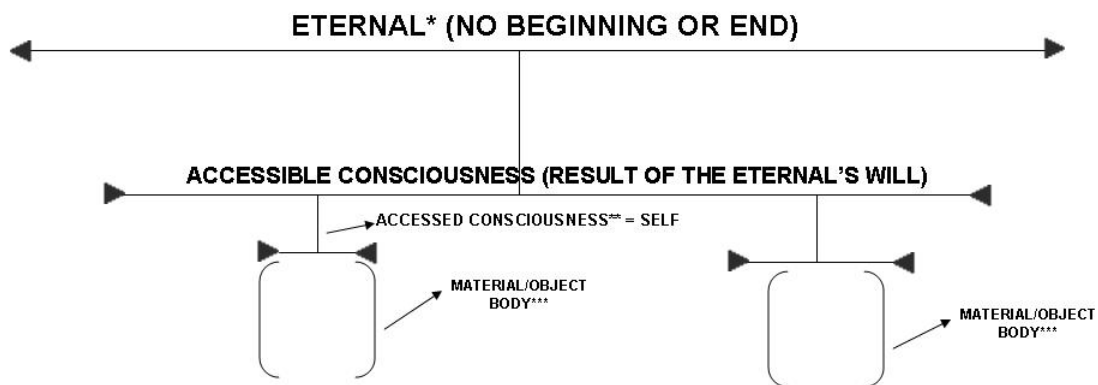 ETERNAL* (NO BEGINNING OR END)
ACCESSIBLE CONSCIOUSNESS (RESULT OF THE ETERNAL'S WILL)
ACCESSED CONSCIOUSNESS** = SELF
MATERIAL/OBJECT
BODY***
MATERIAL/OBJECT
BODY***